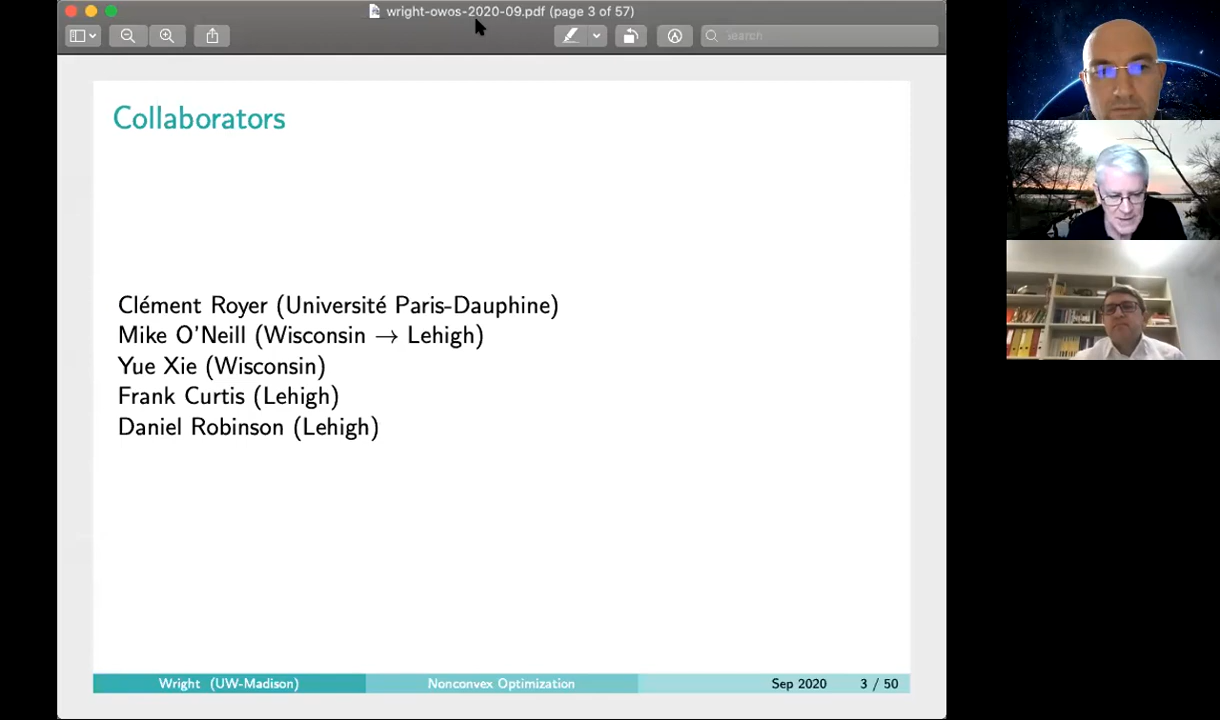 wright-owos-2020-09.pdf (page 3 of 57)
Search
Collaborators
Clément Royer (Université Paris-Dauphine)
Mike O'Neill (Wisconsin → Lehigh)
Yue Xie (Wisconsin)
Frank Curtis (Lehigh)
Daniel Robinson (Lehigh)
Wright (UW-Madison) Nonconvex Optimization Sep 2020 3 / 50